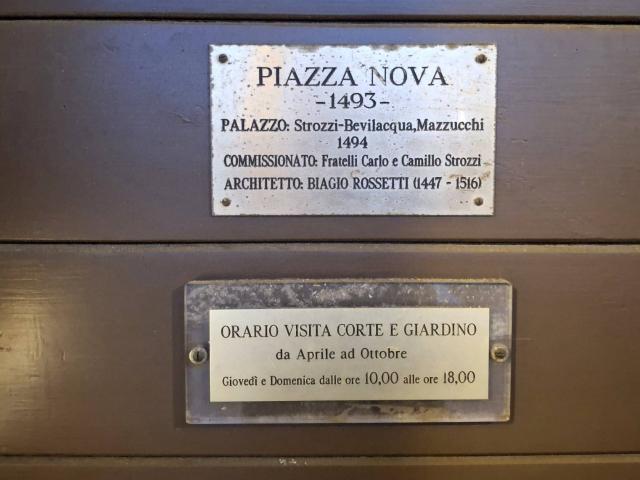 PIAZZA NOVA
-1493-
PALAZZO: Strozzi-Bevilacqua,Mazzucchi
1494
COMMISSIONATO: Fratelli Carlo e Camillo Strozzi
ARCHITETTO: BIAGIO ROSSETTI (1447 - 1516)
ORARIO VISITA CORTE E GIARDINO
da Aprile ad Ottobre
Giovedì e Domenica dalle ore 10,00 alle ore 18,00